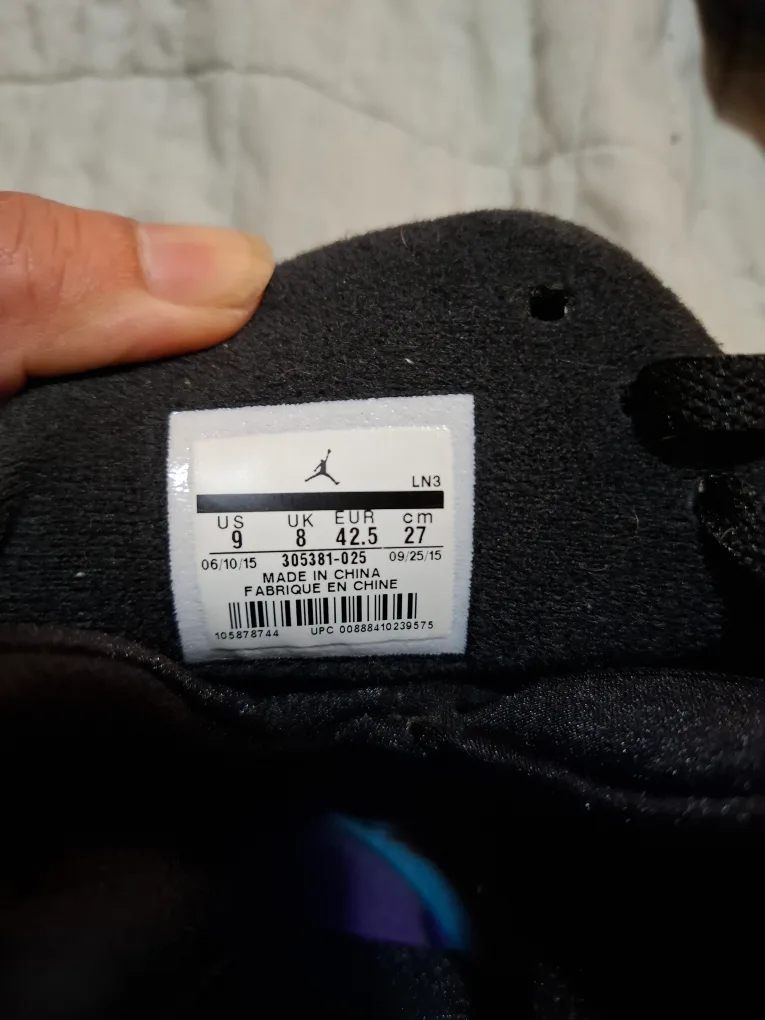 LN3
US UK EUR cm
9 8 42.5 27
06/10/15 305381-025 09/25/15
MADE IN CHINA
FABRIQUE EN CHINE
105878744 UPC 00888410239575